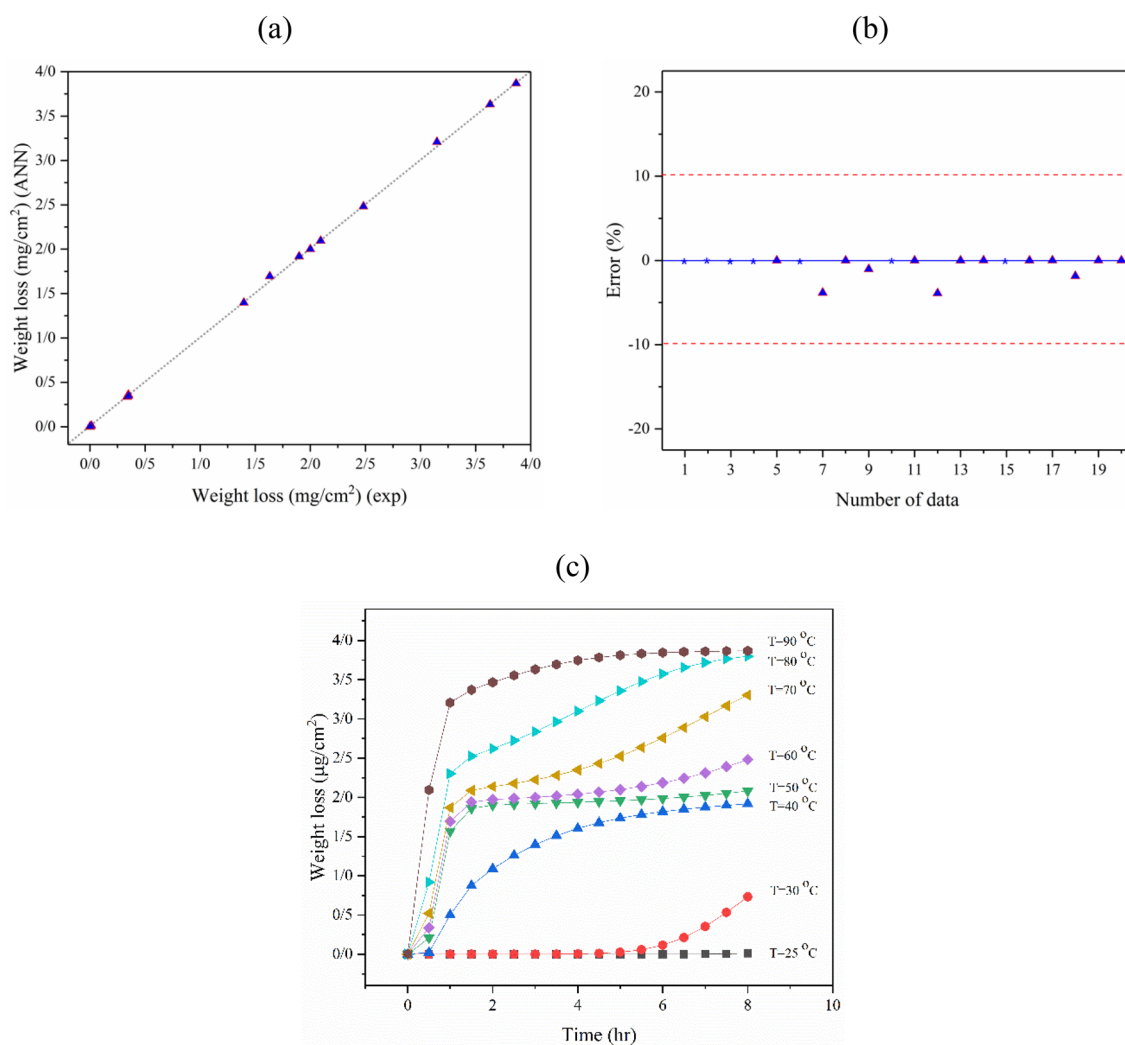 (a)
(b)
4/0
3/5
3/0
2/5
2/0
1/5
1/0
0/5
0/0
Weight loss (mg/cm²) (ANN)
0/0 0/5 1/0 1/5 2/0 2/5 3/0 3/5 4/0
Weight loss (mg/cm²) (exp)
20
10
0
-10
-20
Error (%)
1 3 5 7 9 11 13 15 17 19
Number of data
(c)
4/0
3/5
3/0
2/5
2/0
1/5
1/0
0/5
0/0
Weight loss (µg/cm²)
T=90 °C
T=80 °C
T=70 °C
T=60 °C
T=50 °C
T=40 °C
T=30 °C
T=25 °C
0 2 4 6 8 10
Time (hr)